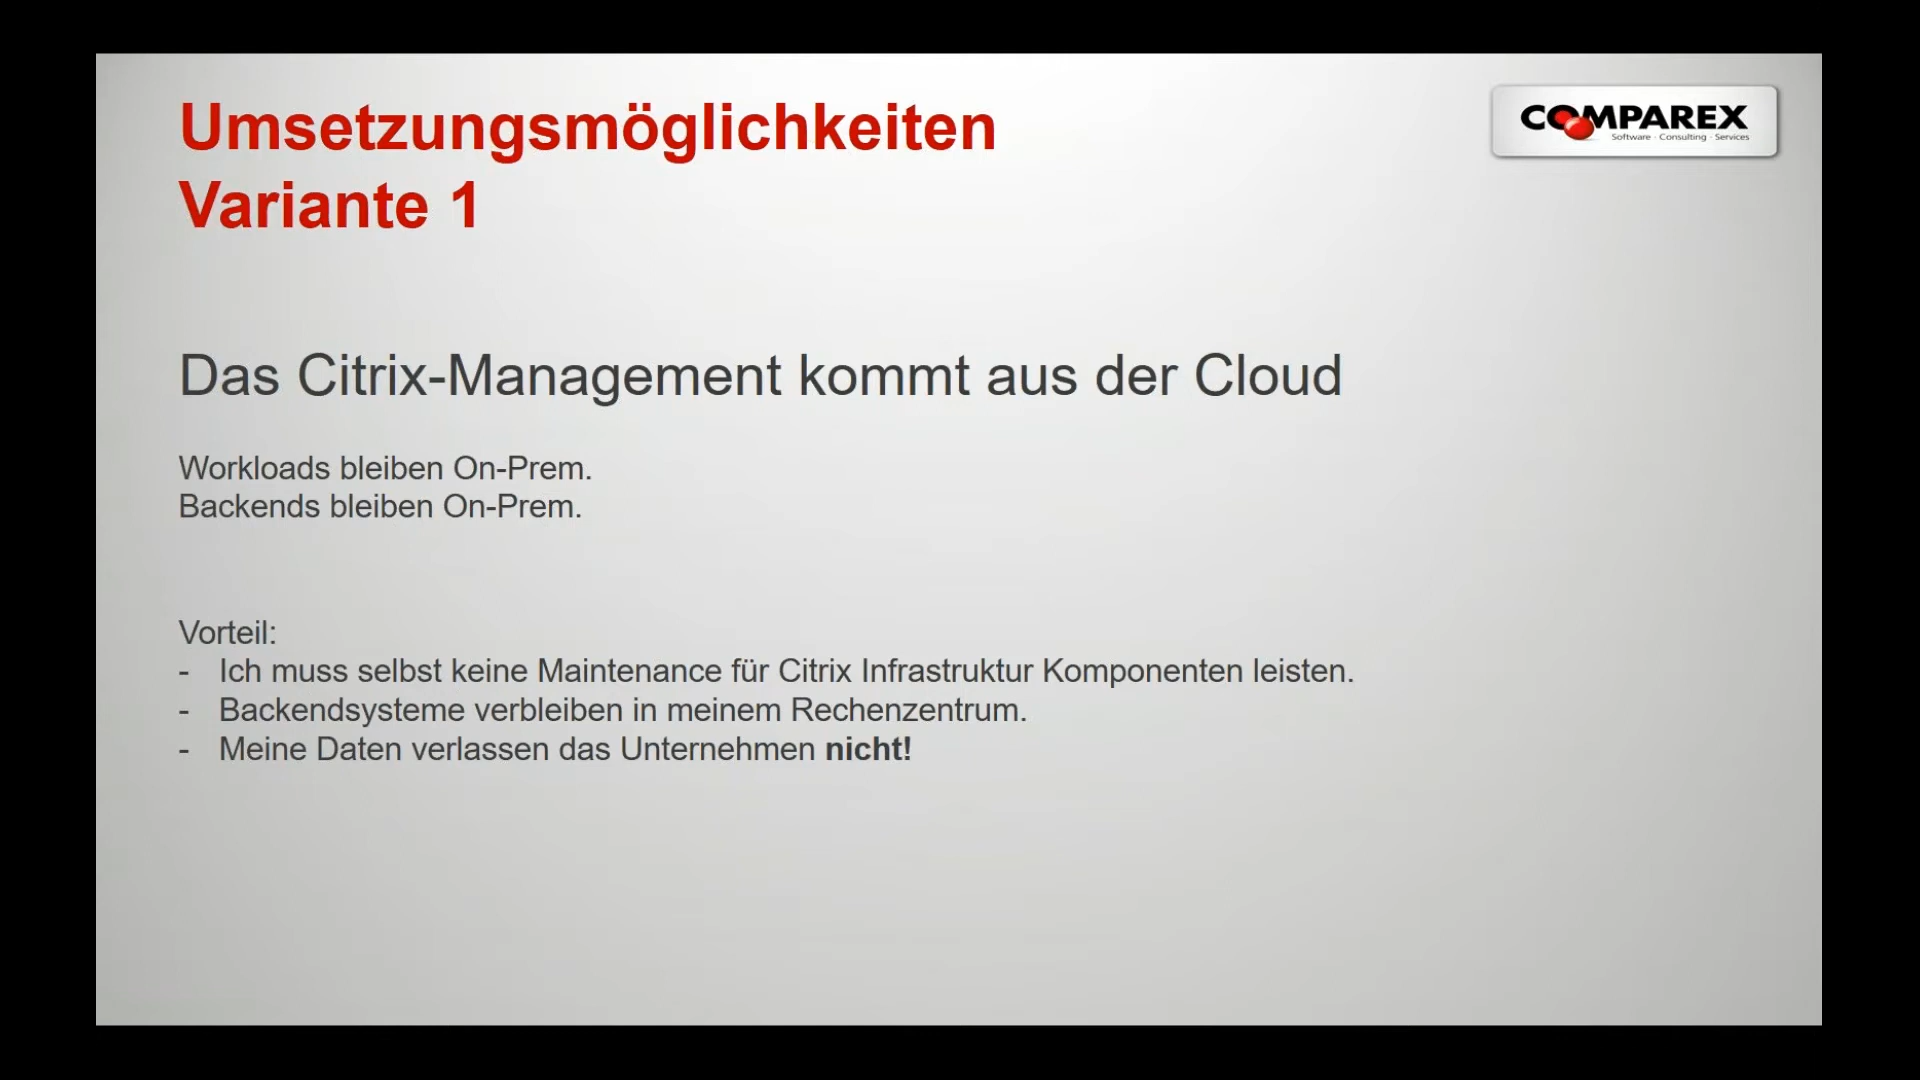 Umsetzungsmöglichkeiten
Variante 1
COMPAREX
Software · Consulting · Services
Das Citrix-Management kommt aus der Cloud
Workloads bleiben On-Prem.
Backends bleiben On-Prem.
Vorteil:
- Ich muss selbst keine Maintenance für Citrix Infrastruktur Komponenten leisten.
- Backendsysteme verbleiben in meinem Rechenzentrum.
- Meine Daten verlassen das Unternehmen nicht!